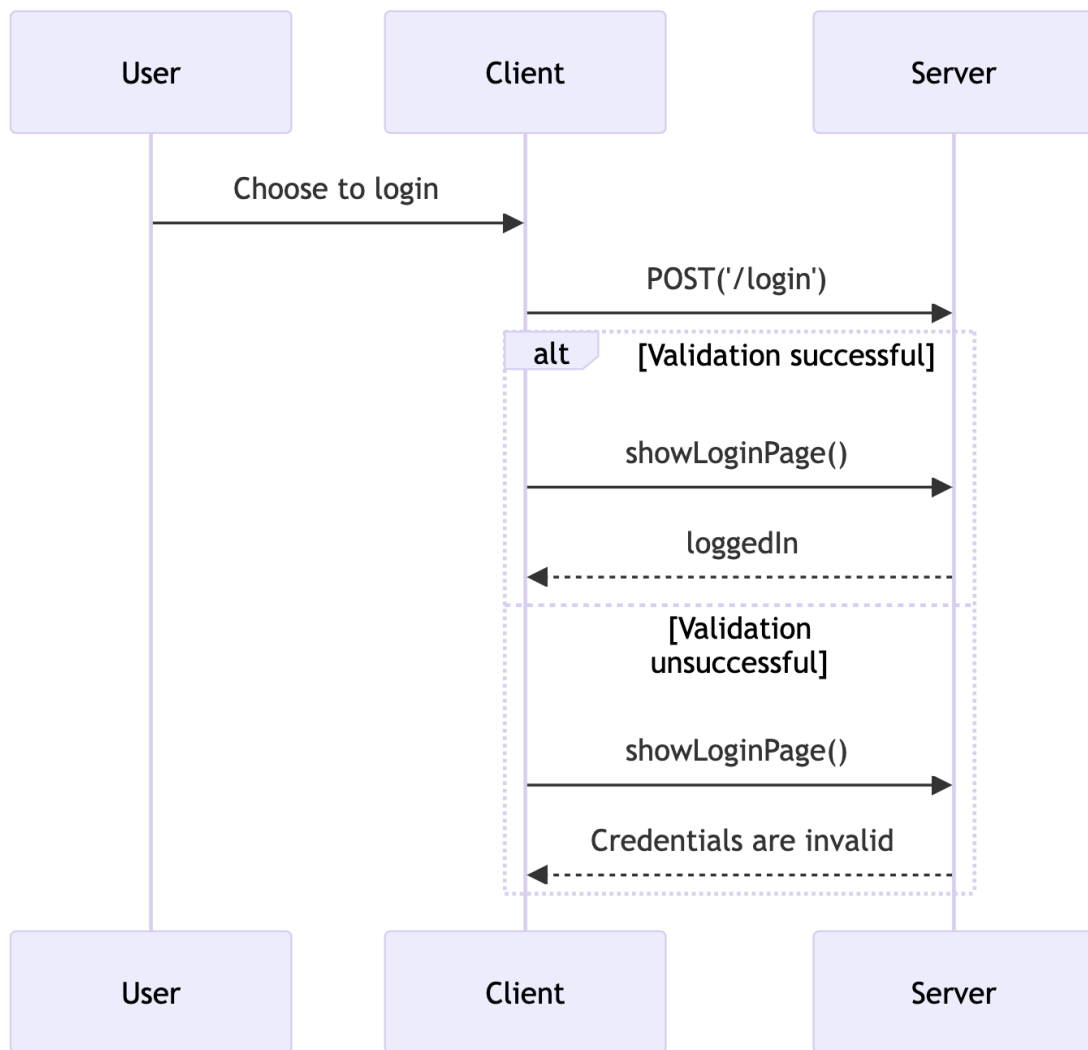 User
Client
Server
Choose to login
POST('/login')
alt
[Validation successful]
showLoginPage()
loggedIn
[Validation
unsuccessful]
showLoginPage()
Credentials are invalid
User
Client
Server